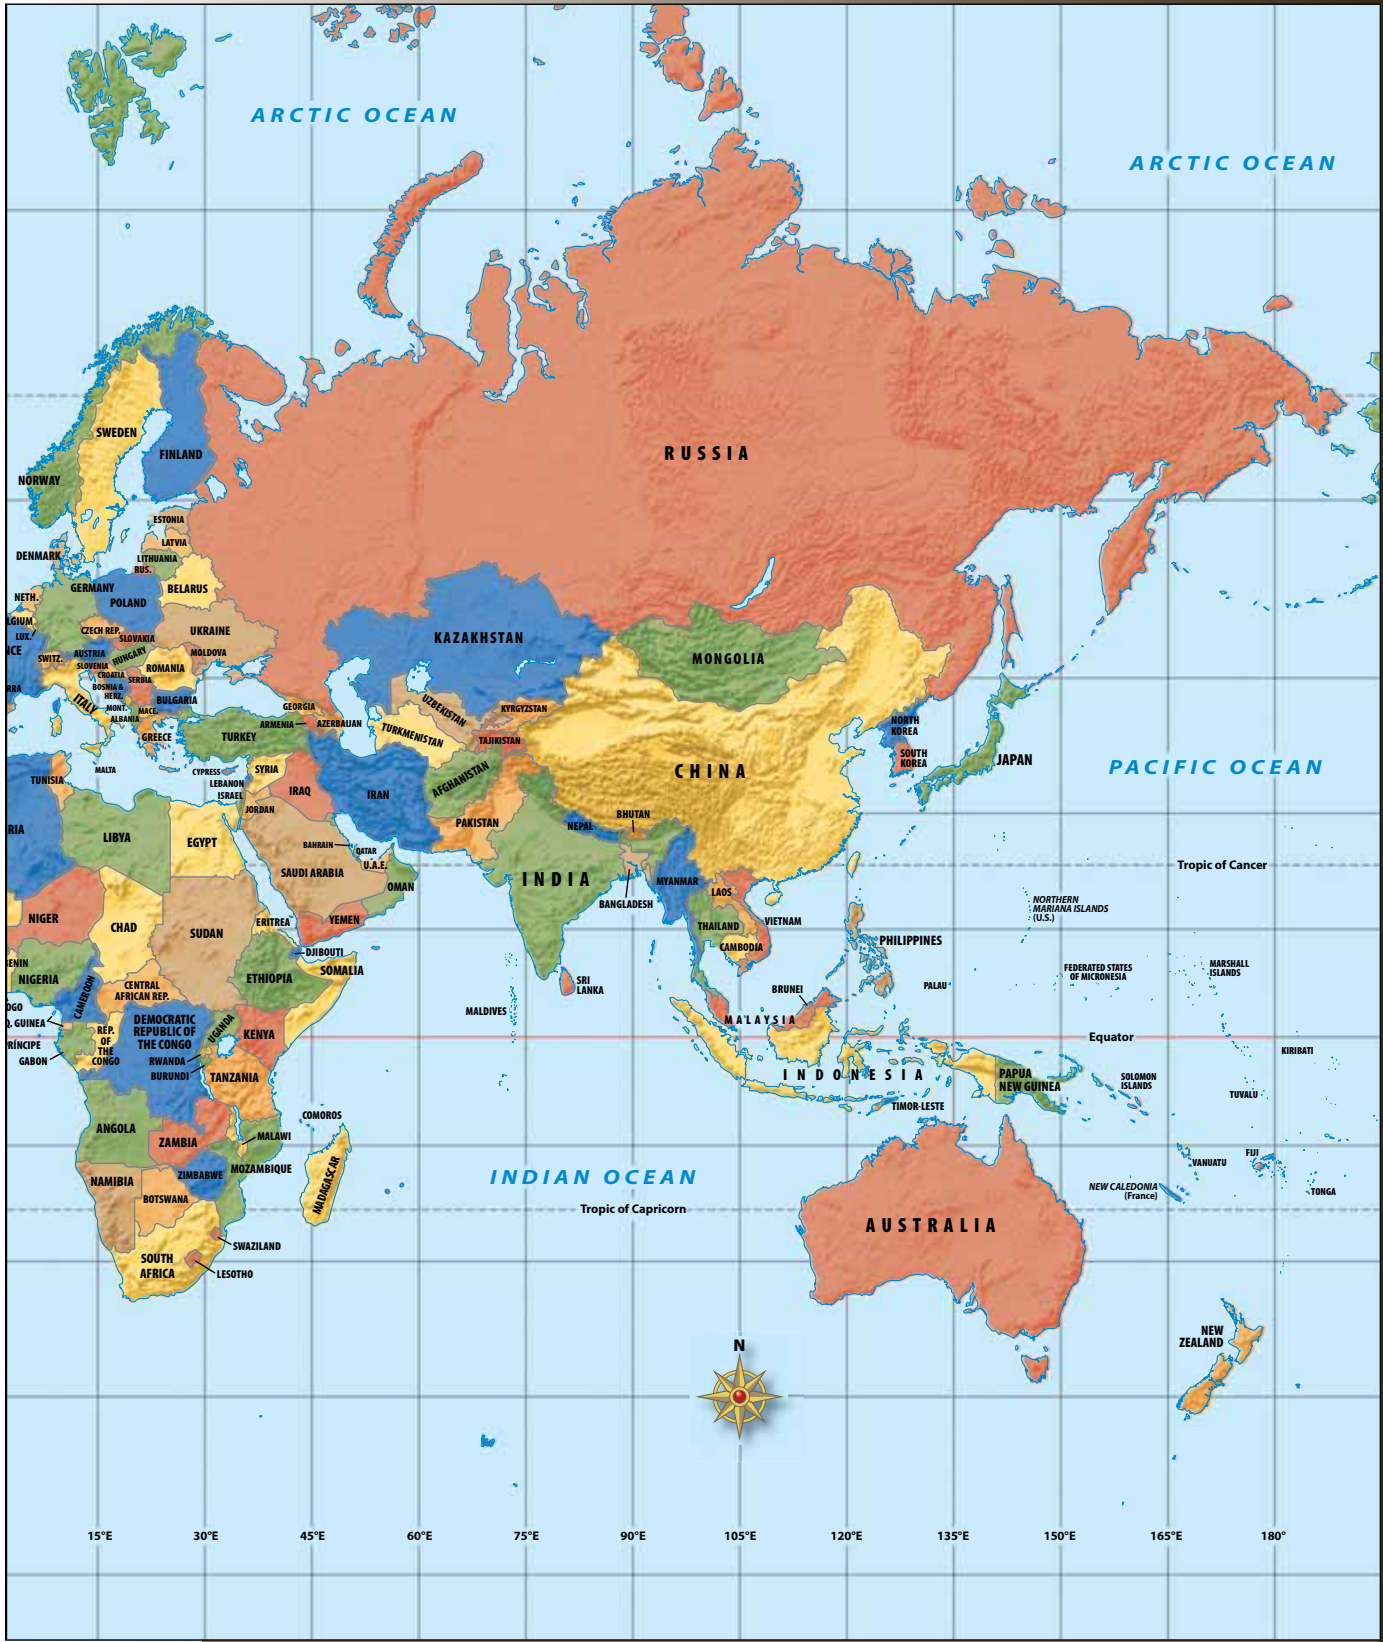 ARCTIC OCEAN
ARCTIC OCEAN
RUSSIA
SWEDEN
FINLAND
NORWAY
ESTONIA
LATVIA
DENMARK
LITHUANIA
RUS.
BELARUS
GERMANY
NETH.
POLAND
LGIUM
LUX.
CZECH REP.
SLOVAKIA
UKRAINE
NCE
SWITZ.
AUSTRIA
HUNGARY
MOLDOVA
SLOVENIA
ROMANIA
CROATIA
SERBIA
BOSNIA &
HERZ.
RRA
ITALY
MONT.
MACE.
BULGARIA
ALBANIA
GREECE
KAZAKHSTAN
MONGOLIA
GEORGIA
ARMENIA
AZERBAIJAN
UZBEKISTAN
KYRGYZSTAN
TURKMENISTAN
TAJIKISTAN
TURKEY
NORTH
KOREA
SOUTH
KOREA
JAPAN
PACIFIC OCEAN
CHINA
TUNISIA
MALTA
CYPRESS
LEBANON
ISRAEL
SYRIA
IRAQ
IRAN
AFGHANISTAN
JORDAN
PAKISTAN
NEPAL
BHUTAN
RIA
LIBYA
EGYPT
BAHRAIN
QATAR
U.A.E.
SAUDI ARABIA
OMAN
INDIA
MYANMAR
LAOS
BANGLADESH
Tropic of Cancer
NORTHERN
MARIANA ISLANDS
(U.S.)
NIGER
CHAD
SUDAN
ERITREA
YEMEN
THAILAND
VIETNAM
CAMBODIA
PHILIPPINES
DJIBOUTI
SOMALIA
ETHIOPIA
ENIN
NIGERIA
CAMEROON
CENTRAL
AFRICAN REP.
SRI
LANKA
MALDIVES
BRUNEI
PALAU
FEDERATED STATES
OF MICRONESIA
MARSHALL
ISLANDS
OGO
Q. GUINEA
RÍNCIPE
GABON
REP.
OF
THE
CONGO
DEMOCRATIC
REPUBLIC OF
THE CONGO
UGANDA
KENYA
RWANDA
BURUNDI
TANZANIA
MALAYSIA
Equator
KIRIBATI
INDONESIA
PAPUA
NEW GUINEA
SOLOMON
ISLANDS
TUVALU
TIMOR-LESTE
COMOROS
ANGOLA
ZAMBIA
MALAWI
MOZAMBIQUE
MADAGASCAR
NAMIBIA
ZIMBABWE
BOTSWANA
INDIAN OCEAN
Tropic of Capricorn
FIJI
VANUATU
NEW CALEDONIA
(France)
TONGA
AUSTRALIA
SOUTH
AFRICA
SWAZILAND
LESOTHO
NEW
ZEALAND
N
15°E
30°E
45°E
60°E
75°E
90°E
105°E
120°E
135°E
150°E
165°E
180°